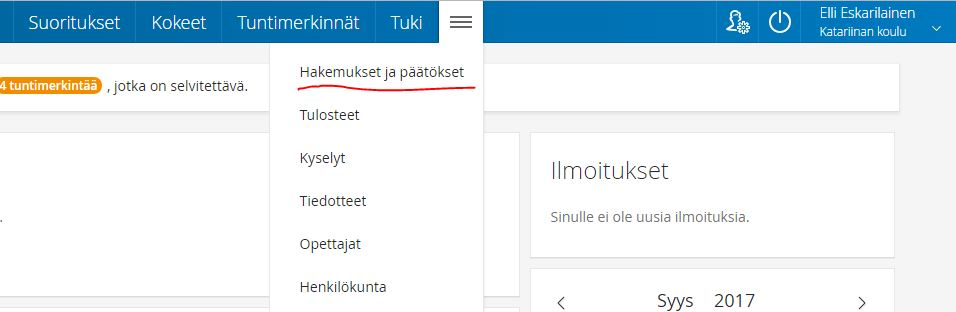 Suoritukset Kokeet Tuntimerkinnät Tuki
Elli Eskarilainen
Katariinan koulu
Hakemukset ja päätökset
4 tuntimerkintää , jotka on selvitettävä.
Tulosteet
Kyselyt
Tiedotteet
Opettajat
Henkilökunta
.
Ilmoitukset
Sinulle ei ole uusia ilmoituksia.
Syys 2017